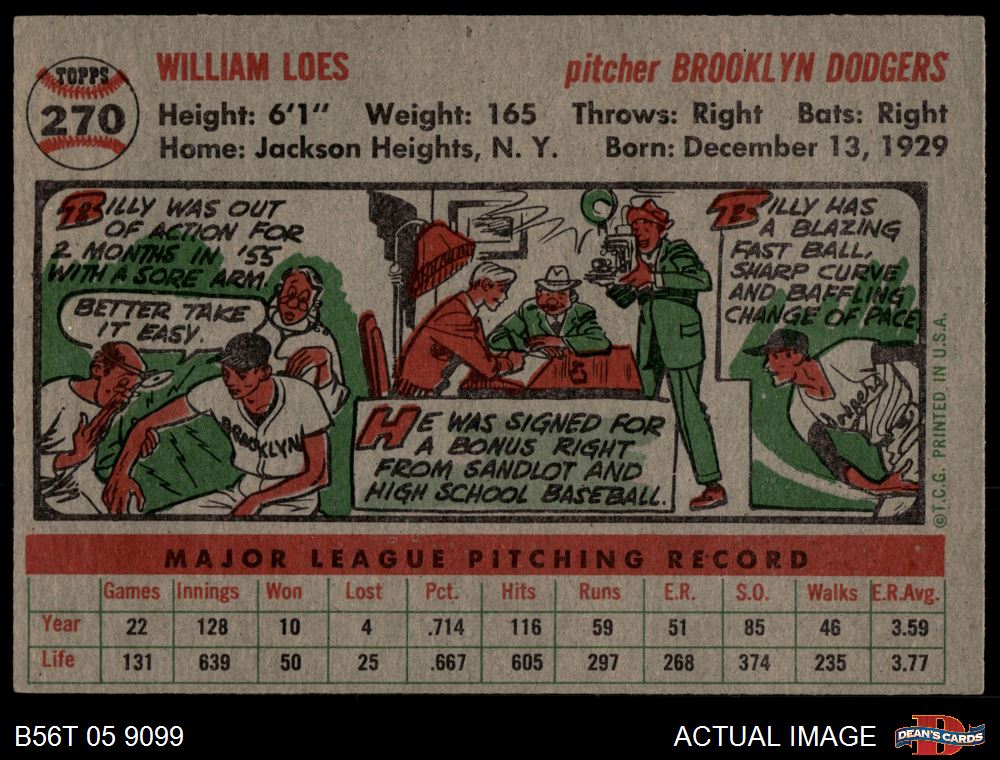 TOPPS
270
WILLIAM LOES
pitcher BROOKLYN DODGERS
Height: 6'1" Weight: 165 Throws: Right Bats: Right
Home: Jackson Heights, N. Y. Born: December 13, 1929
BILLY WAS OUT
OF ACTION FOR
2 MONTHS IN '55
WITH A SORE ARM.
BETTER TAKE
IT EASY.
BROOKLYN
HE WAS SIGNED FOR
A BONUS RIGHT
FROM SANDLOT AND
HIGH SCHOOL BASEBALL.
BILLY HAS
A BLAZING
FAST BALL,
SHARP CURVE
AND BAFFLING
CHANGE OF PACE.
Dodgers
©T.C.G. PRINTED IN U.S.A.
MAJOR LEAGUE PITCHING RECORD
Games Innings Won Lost Pct. Hits Runs E.R. S.O. Walks E.R.Avg.
Year 22 128 10 4 .714 116 59 51 85 46 3.59
Life 131 639 50 25 .667 605 297 268 374 235 3.77
B56T 05 9099
ACTUAL IMAGE
D
DEAN'S CARDS